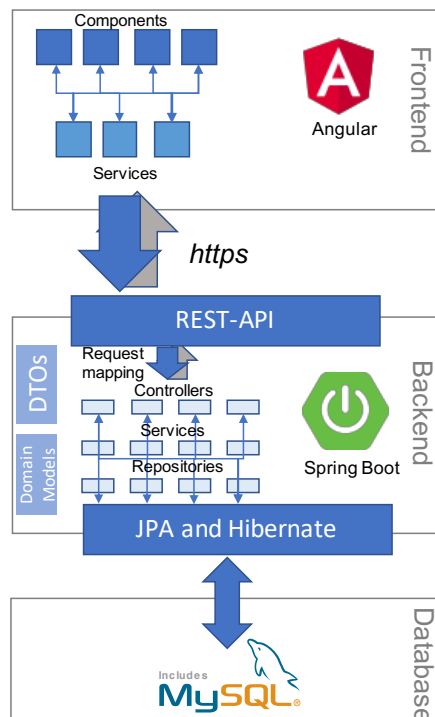 Components
Angular
Frontend
Services
https
REST-API
Request
mapping
Controllers
DTOs
Services
Backend
Repositories
Spring Boot
Domain
Models
JPA and Hibernate
Database
Includes
MySQL®